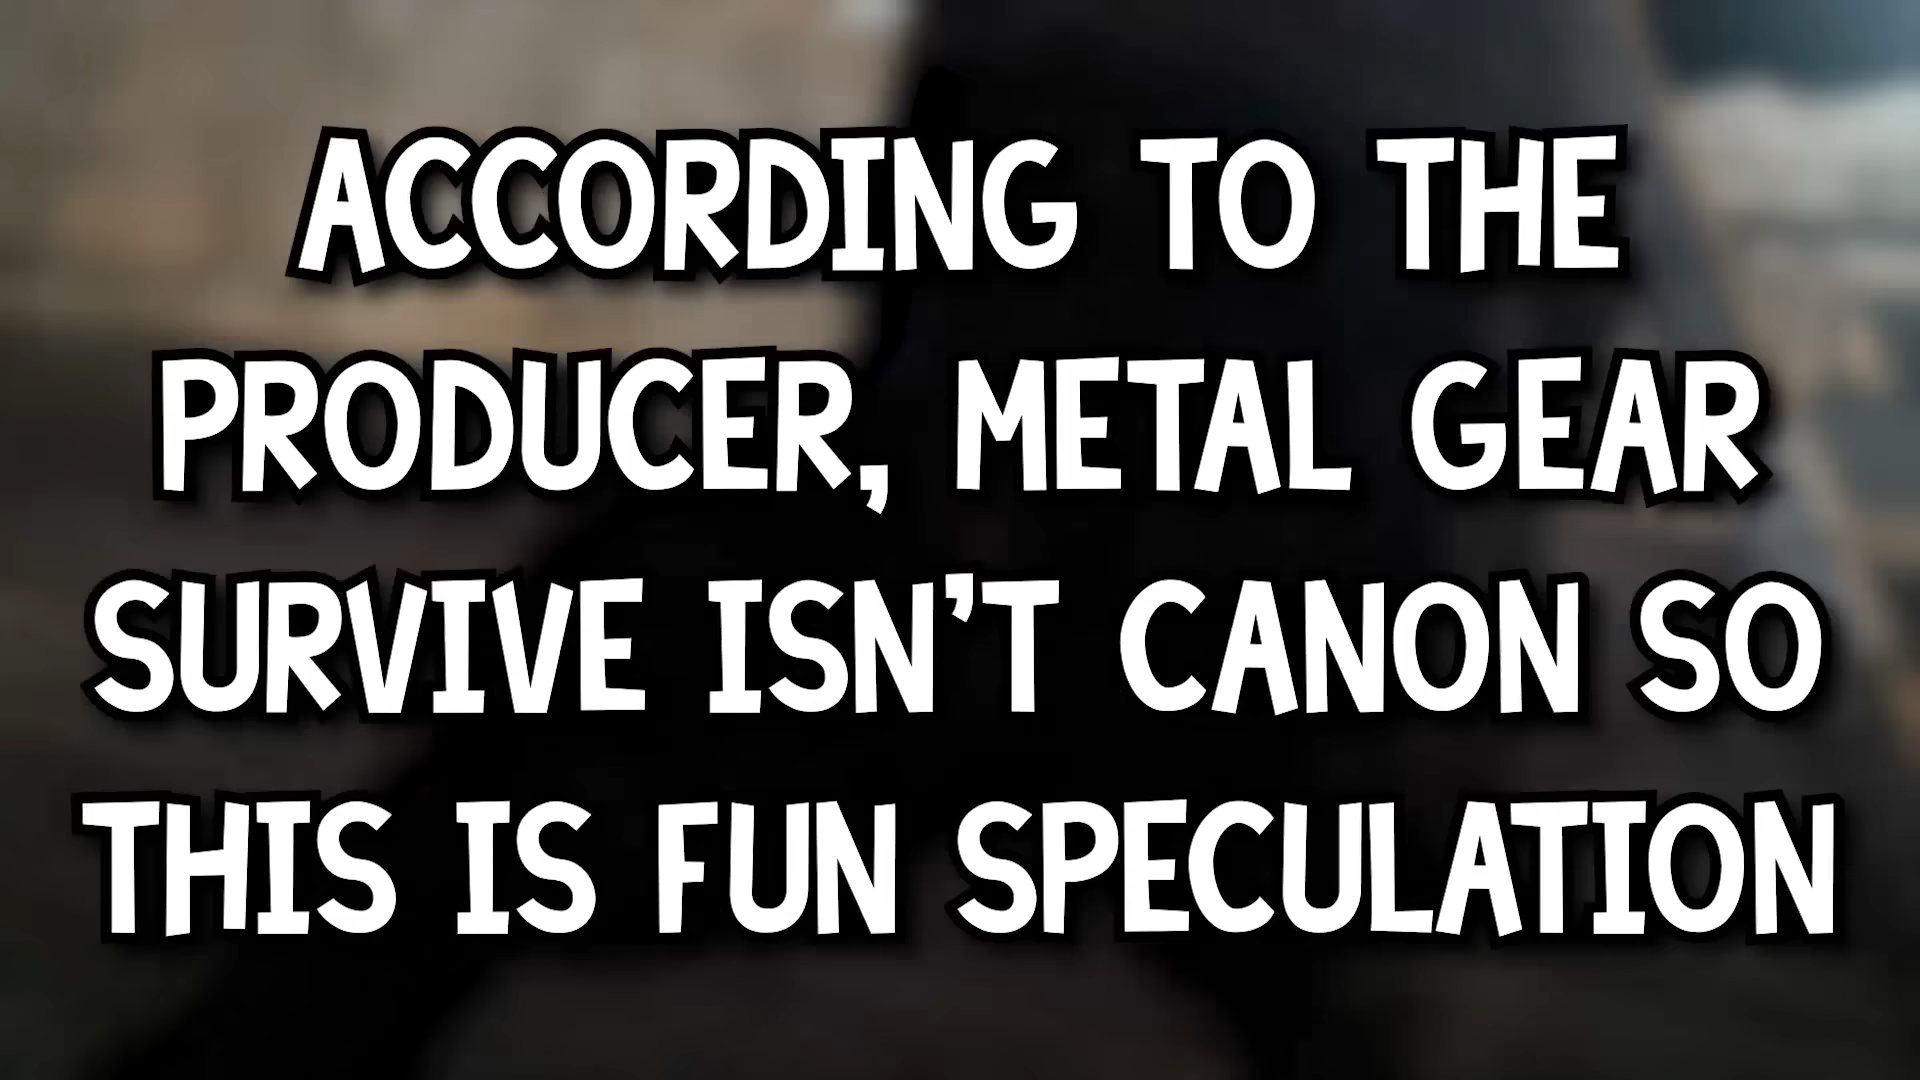 ACCORDING TO THE
PRODUCER, METAL GEAR
SURVIVE ISN'T CANON SO
THIS IS FUN SPECULATION